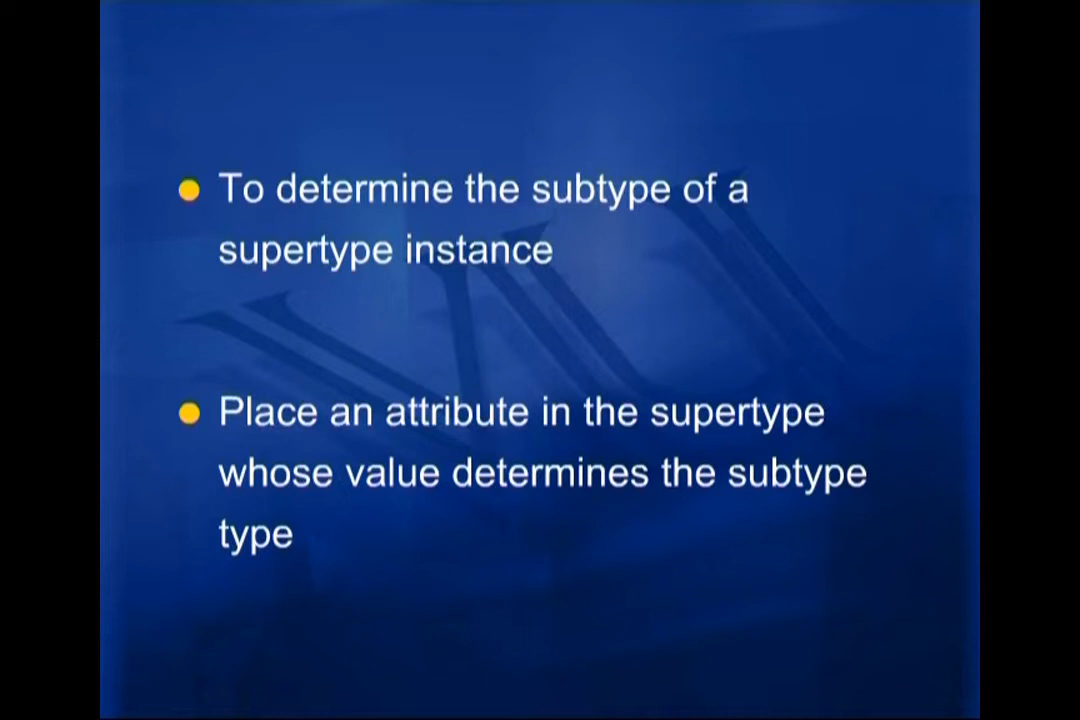 To determine the subtype of a
supertype instance
Place an attribute in the supertype
whose value determines the subtype
type